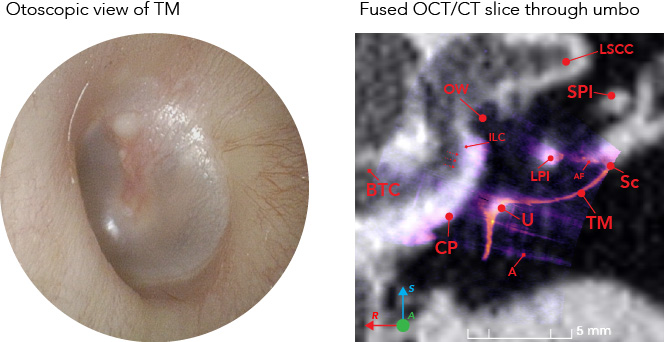 Otoscopic view of TM
Fused OCT/CT slice through umbo
LSCC
OW
SPI
ILC
LPI
AF
Sc
BTC
U
TM
CP
A
S
R
A
5 mm